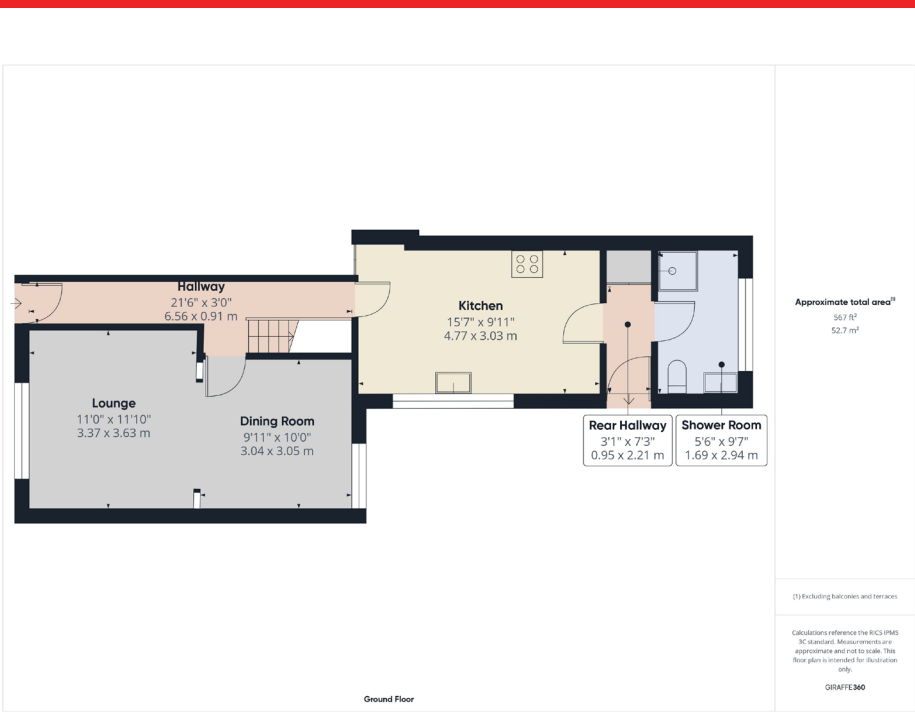 Hallway
21'6" x 3'0"
6.56 x 0.91 m
Kitchen
15'7" x 9'11"
4.77 x 3.03 m
Lounge
11'0" x 11'10"
3.37 x 3.63 m
Dining Room
9'11" x 10'0"
3.04 x 3.05 m
Rear Hallway
3'1" x 7'3"
0.95 x 2.21 m
Shower Room
5'6" x 9'7"
1.69 x 2.94 m
Ground Floor
Approximate total area⁽¹⁾
567 ft²
52.7 m²
(1) Excluding balconies and terraces
Calculations reference the RICS IPMS
3C standard. Measurements are
approximate and not to scale. This
floor plan is intended for illustration
only.
GIRAFFE360